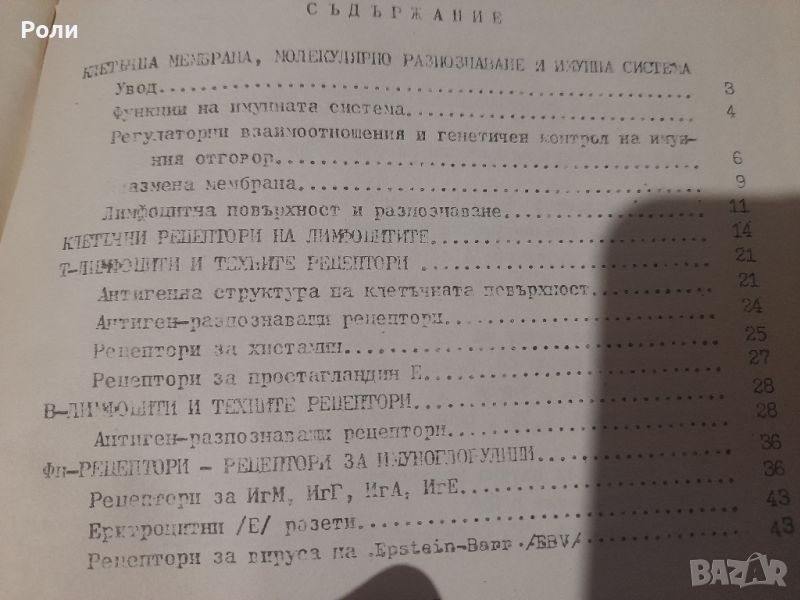 Роли
СЪДЪРЖАНИЕ
КЛЕТЪЧНА МЕМБРАНА, МОЛЕКУЛЯРНО РАЗПОЗНАВАНЕ И ИМУННА СИСТЕМА
Увод 3
Функции на имунната система 4
Регулаторни взаимоотношения и генетичен контрол на имун-
ния отговор 6
азмена мембрана 9
Лимфоцитна повърхност и разпознаване 11
КЛЕТЪЧНИ РЕЦЕПТОРИ НА ЛИМФОЦИТИТЕ 14
Т-ЛИМФОЦИТИ И ТЕХНИТЕ РЕЦЕПТОРИ 21
Антигенна структура на клетъчната повърхност 21
Антиген-разпознаващи рецептори 24
Рецептори за хистамин 25
Рецептори за простагландин Е 27
В-ЛИМФОЦИТИ И ТЕХНИТЕ РЕЦЕПТОРИ 28
Антиген-разпознаващи рецептори 28
Фц-РЕЦЕПТОРИ - РЕЦЕПТОРИ ЗА ИМУНОГЛОБУЛИНИ 36
Рецептори за ИгМ, ИгГ, ИгА, ИгЕ 36
Еритроцитни /Е/ розети 43
Рецептори за вируса на Epstein-Barr /EBV/ 43
BAZAR